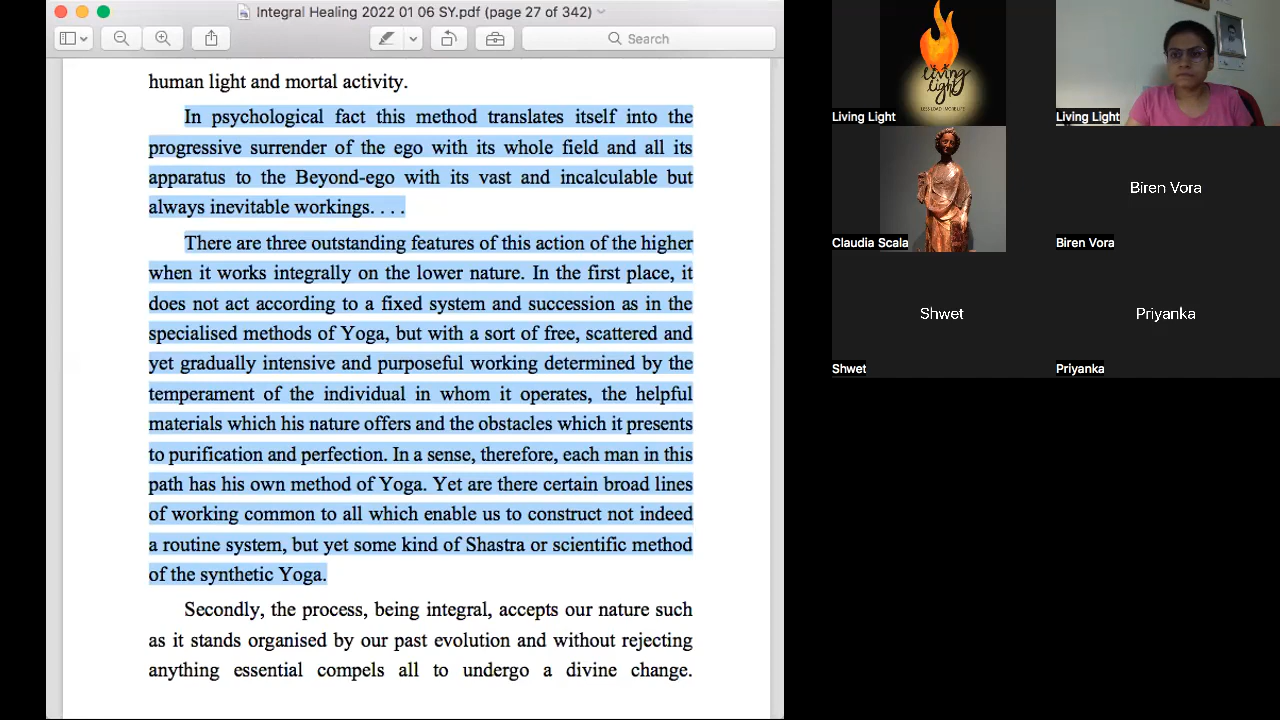 Integral Healing 2022 01 06 SY.pdf (page 27 of 342)
Search
human light and mortal activity.
In psychological fact this method translates itself into the
progressive surrender of the ego with its whole field and all its
apparatus to the Beyond-ego with its vast and incalculable but
always inevitable workings. . . .
There are three outstanding features of this action of the higher
when it works integrally on the lower nature. In the first place, it
does not act according to a fixed system and succession as in the
specialised methods of Yoga, but with a sort of free, scattered and
yet gradually intensive and purposeful working determined by the
temperament of the individual in whom it operates, the helpful
materials which his nature offers and the obstacles which it presents
to purification and perfection. In a sense, therefore, each man in this
path has his own method of Yoga. Yet are there certain broad lines
of working common to all which enable us to construct not indeed
a routine system, but yet some kind of Shastra or scientific method
of the synthetic Yoga.
Secondly, the process, being integral, accepts our nature such
as it stands organised by our past evolution and without rejecting
anything essential compels all to undergo a divine change.
living
light
LESS LOAD | MORE LIFE
Living Light
Living Light
Claudia Scala
Biren Vora
Biren Vora
Shwet
Shwet
Priyanka
Priyanka